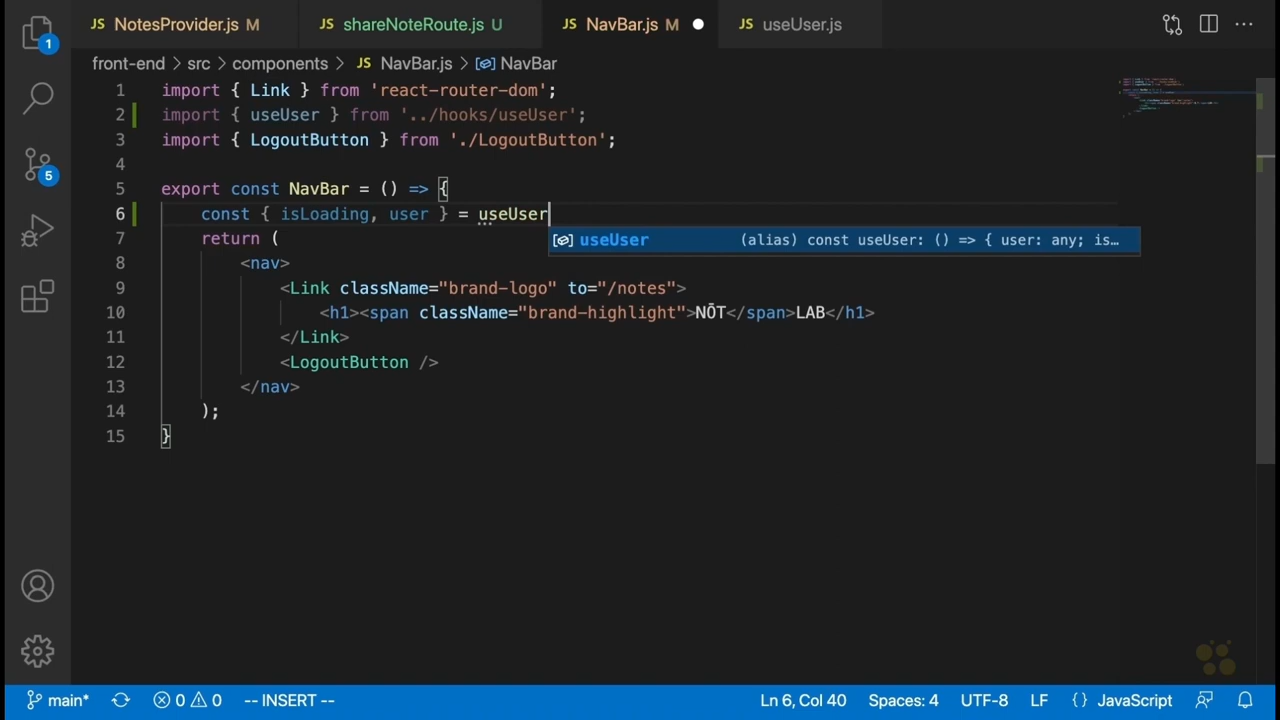 JS NotesProvider.js M JS shareNoteRoute.js U JS NavBar.js M JS useUser.js
front-end > src > components > JS NavBar.js > NavBar
1 import { Link } from 'react-router-dom';
2 import { useUser } from '../hooks/useUser';
3 import { LogoutButton } from './LogoutButton';
4
5 export const NavBar = () => {
6 const { isLoading, user } = useUser
useUser (alias) const useUser: () => { user: any; is…
7 return (
8 <nav>
9 <Link className="brand-logo" to="/notes">
10 <h1><span className="brand-highlight">NŌT</span>LAB</h1>
11 </Link>
12 <LogoutButton />
13 </nav>
14 );
15 }
1
5
main* 0 0 -- INSERT -- Ln 6, Col 40 Spaces: 4 UTF-8 LF {} JavaScript